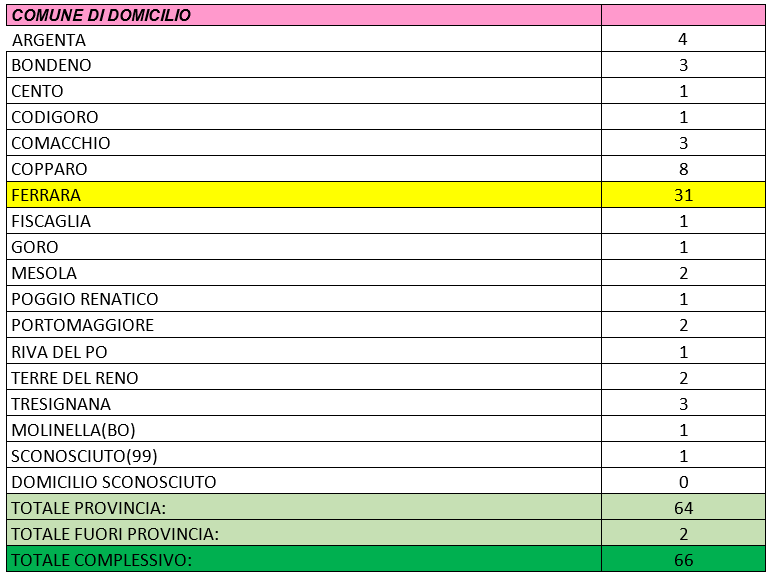 COMUNE DI DOMICILIO
ARGENTA 4
BONDENO 3
CENTO 1
CODIGORO 1
COMACCHIO 3
COPPARO 8
FERRARA 31
FISCAGLIA 1
GORO 1
MESOLA 2
POGGIO RENATICO 1
PORTOMAGGIORE 2
RIVA DEL PO 1
TERRE DEL RENO 2
TRESIGNANA 3
MOLINELLA(BO) 1
SCONOSCIUTO(99) 1
DOMICILIO SCONOSCIUTO 0
TOTALE PROVINCIA: 64
TOTALE FUORI PROVINCIA: 2
TOTALE COMPLESSIVO: 66